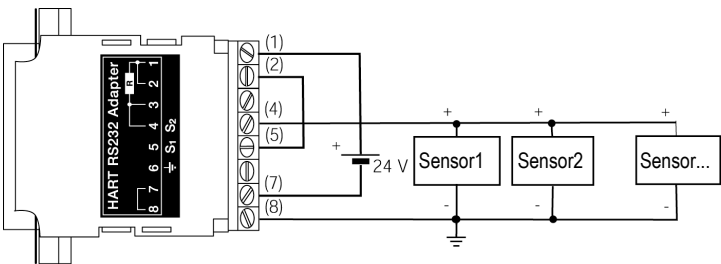 HART RS232 Adapter
R
1 2 3 4 5 6 7 8
S1 S2
(1)
(2)
(4)
(5)
(7)
(8)
+
24 V
+ + +
Sensor1 Sensor2 Sensor...
- - -